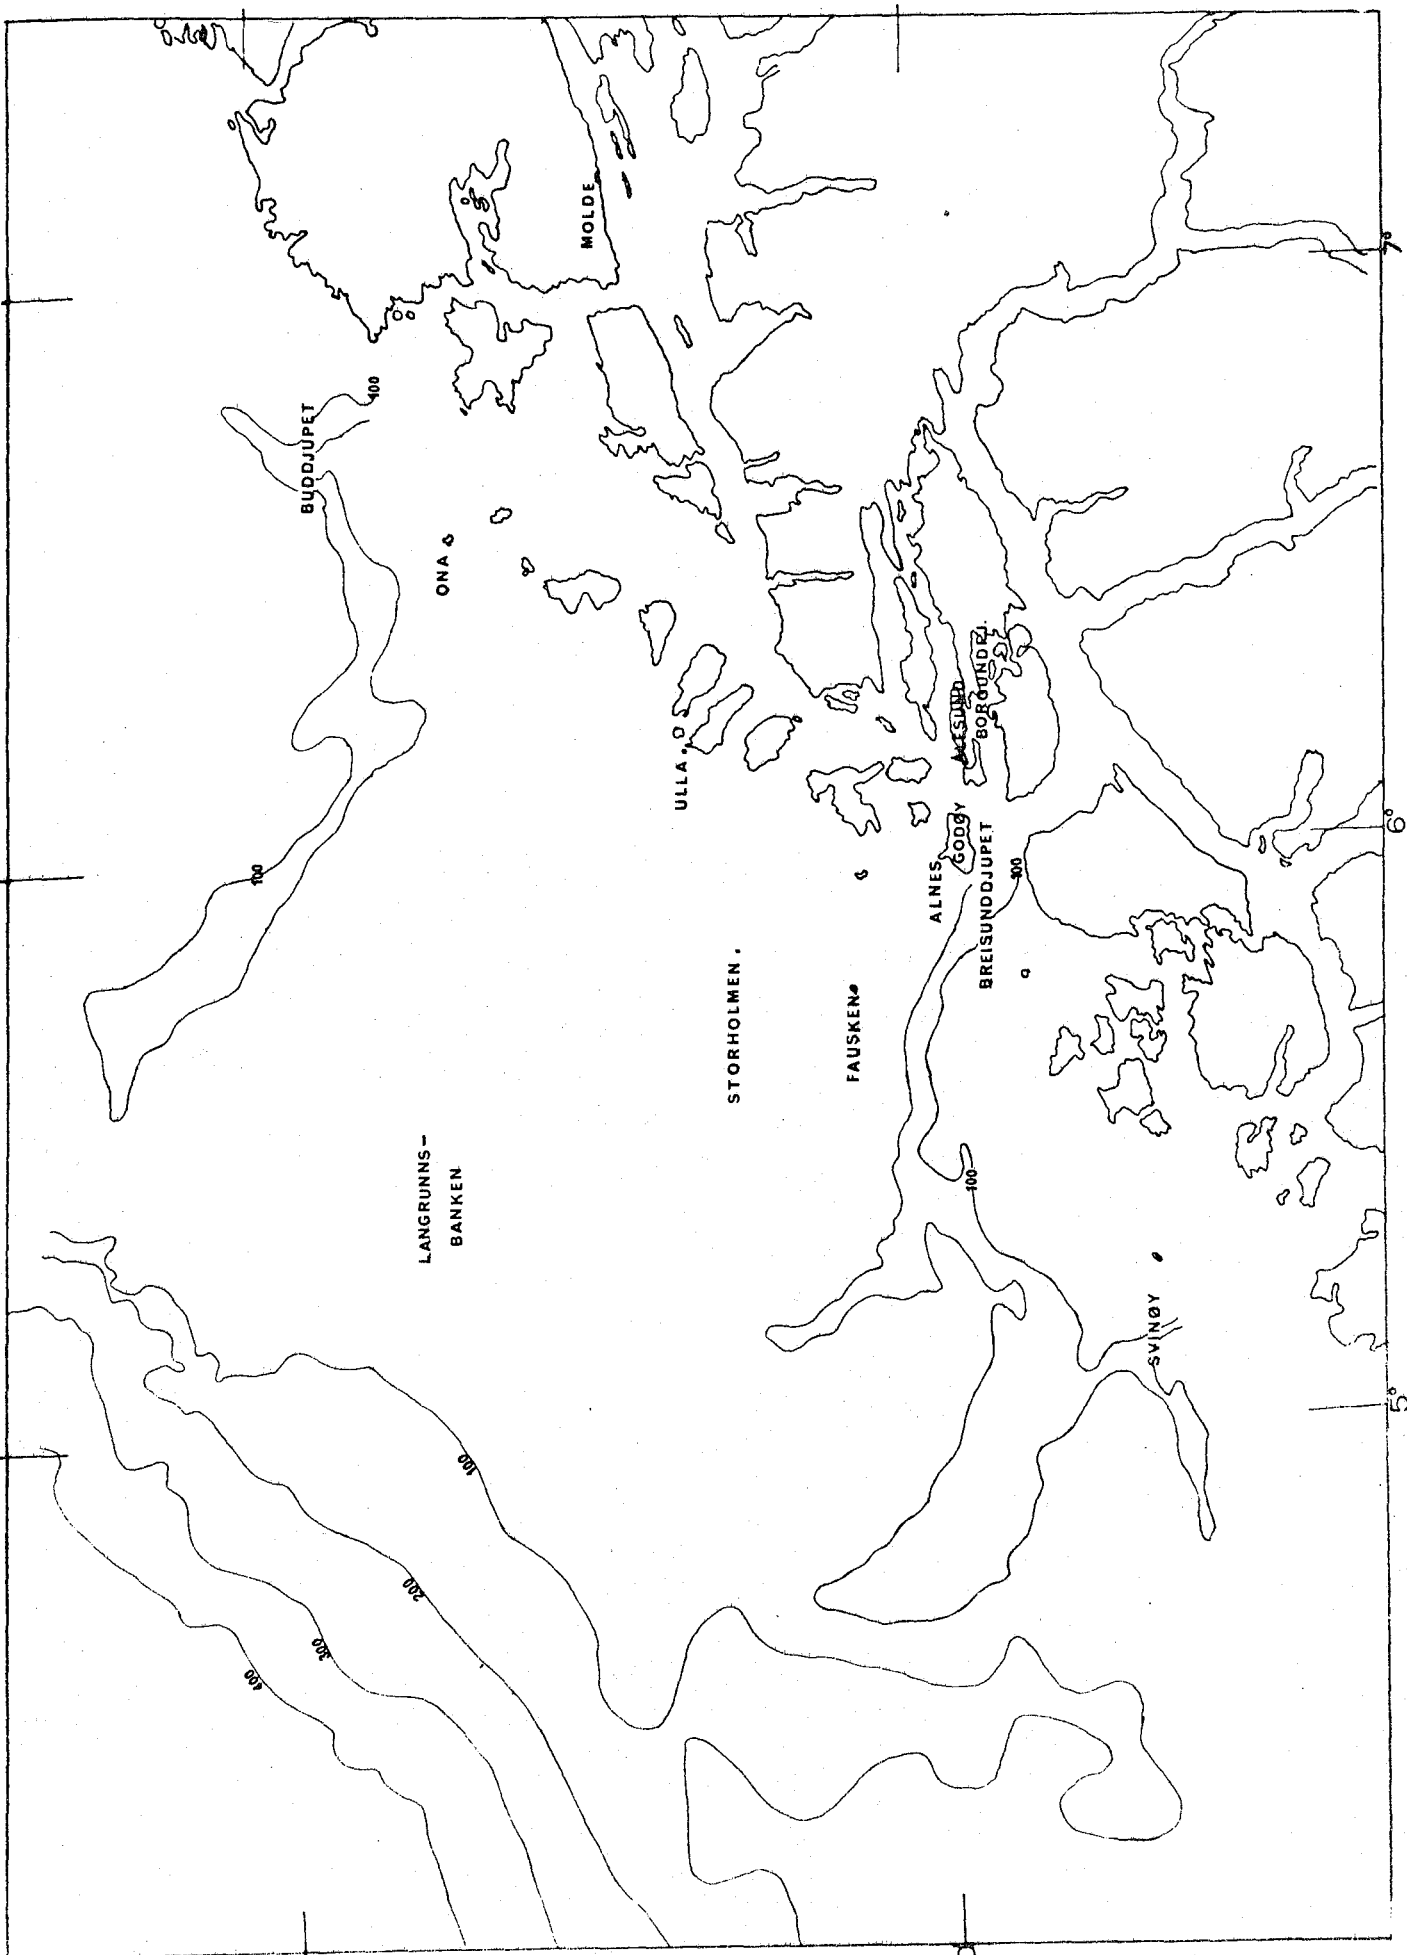 BUDDJUPET
100
MOLDE
ONA
100
ULLA
LANGRUNNS-
BANKEN
STORHOLMEN.
FAUSKEN
ALNES
GODØY
ÅLESUND
BORGUNDFJ.
BREISUNDDJUPET
100
100
SVINØY
100
200
300
400
5°
6°
7°